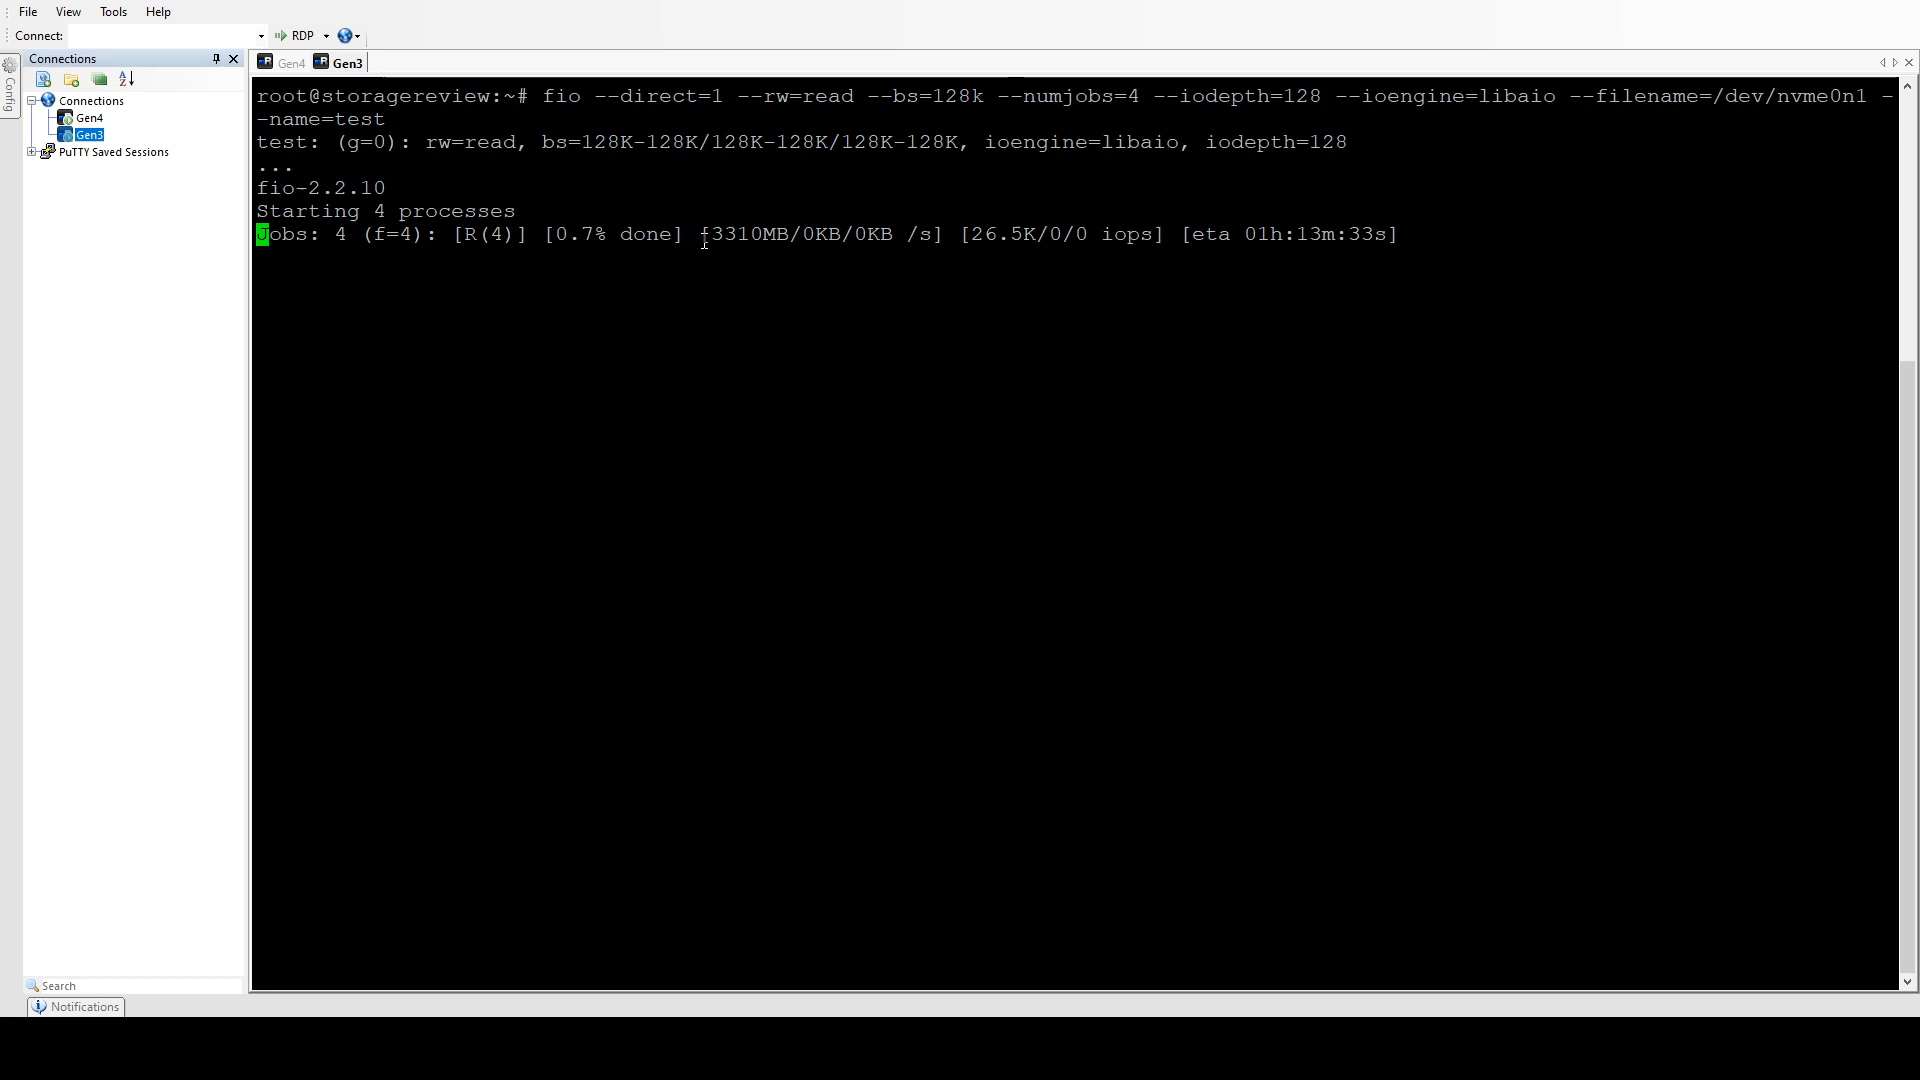 File View Tools Help
Connect: RDP
Connections
Gen4 Gen3
Config
Connections
Gen4
Gen3
PuTTY Saved Sessions
root@storagereview:~# fio --direct=1 --rw=read --bs=128k --numjobs=4 --iodepth=128 --ioengine=libaio --filename=/dev/nvme0n1 -
-name=test
test: (g=0): rw=read, bs=128K-128K/128K-128K/128K-128K, ioengine=libaio, iodepth=128
...
fio-2.2.10
Starting 4 processes
Jobs: 4 (f=4): [R(4)] [0.7% done] [3310MB/0KB/0KB /s] [26.5K/0/0 iops] [eta 01h:13m:33s]
Search
Notifications